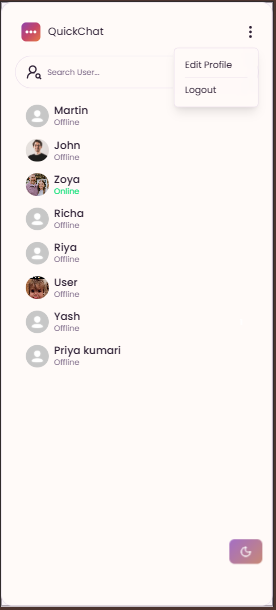 QuickChat
Edit Profile
Search User...
Logout
Martin
Offline
John
Offline
Zoya
Online
Richa
Offline
Riya
Offline
User
Offline
Yash
Offline
Priya kumari
Offline